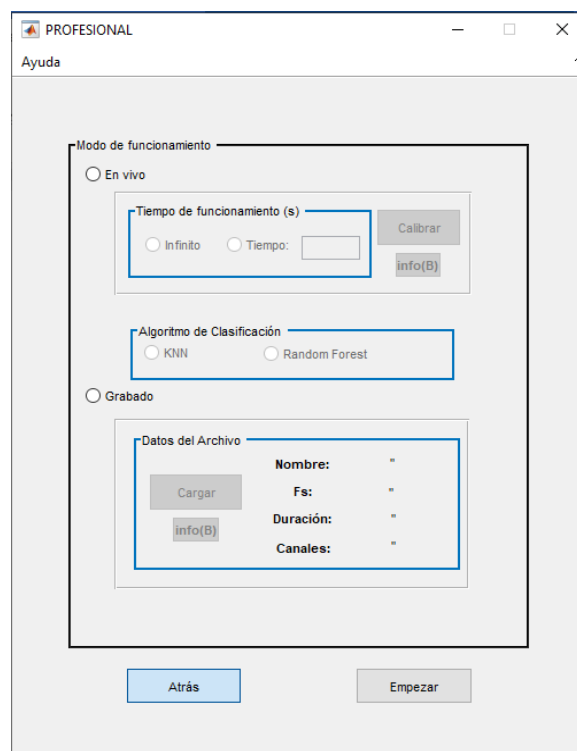 PROFESIONAL
Ayuda
Modo de funcionamiento
En vivo
Tiempo de funcionamiento (s)
Infinito Tiempo:
Calibrar
info(B)
Algoritmo de Clasificación
KNN Random Forest
Grabado
Datos del Archivo
Cargar
info(B)
Nombre: "
Fs: "
Duración: "
Canales: "
Atrás Empezar